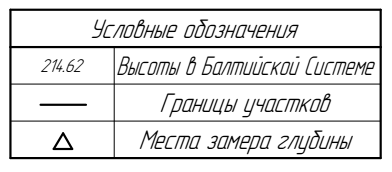 Условные обозначения
214.62 Высоты в Балтийской Системе
Границы участков
Места замера глубины